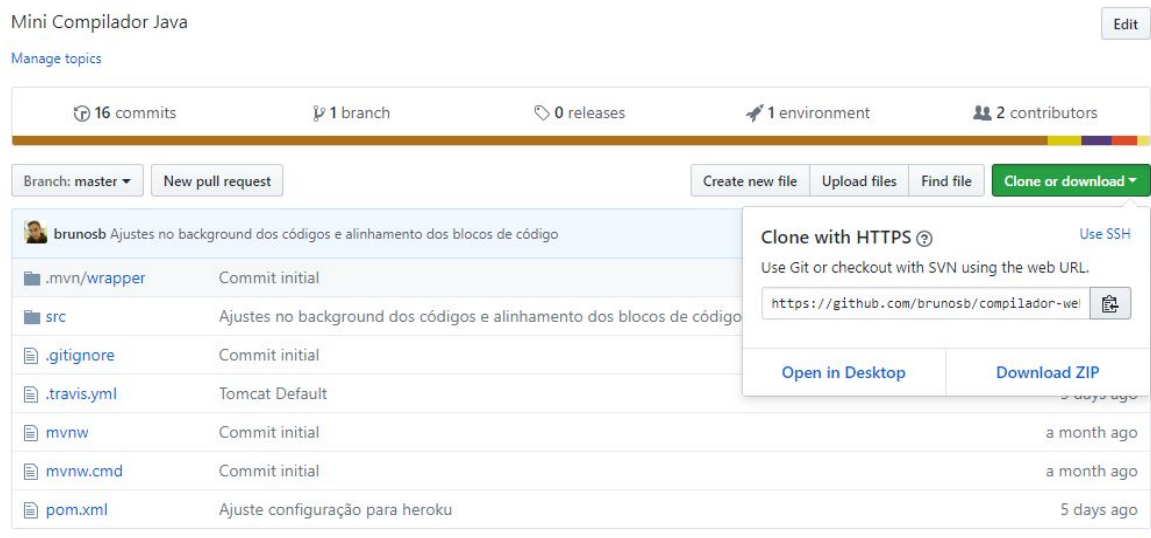 Mini Compilador Java
Edit
Manage topics
16 commits
1 branch
0 releases
1 environment
2 contributors
Branch: master
New pull request
Create new file
Upload files
Find file
Clone or download
brunosb Ajustes no background dos códigos e alinhamento dos blocos de código
Clone with HTTPS
Use SSH
Use Git or checkout with SVN using the web URL.
https://github.com/brunosb/compilador-we
Open in Desktop
Download ZIP
.mvn/wrapper
Commit initial
src
Ajustes no background dos códigos e alinhamento dos blocos de código
.gitignore
Commit initial
.travis.yml
Tomcat Default
days ago
mvnw
Commit initial
a month ago
mvnw.cmd
Commit initial
a month ago
pom.xml
Ajuste configuração para heroku
5 days ago